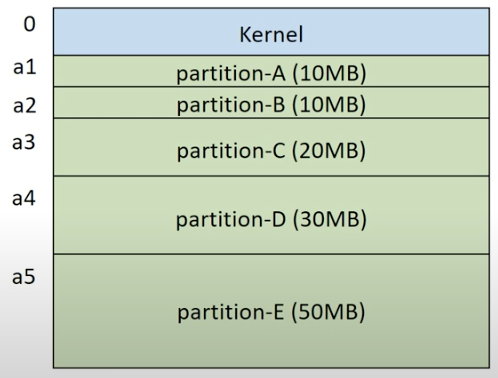 0
Kernel
a1
partition-A (10MB)
a2
partition-B (10MB)
a3
partition-C (20MB)
a4
partition-D (30MB)
a5
partition-E (50MB)